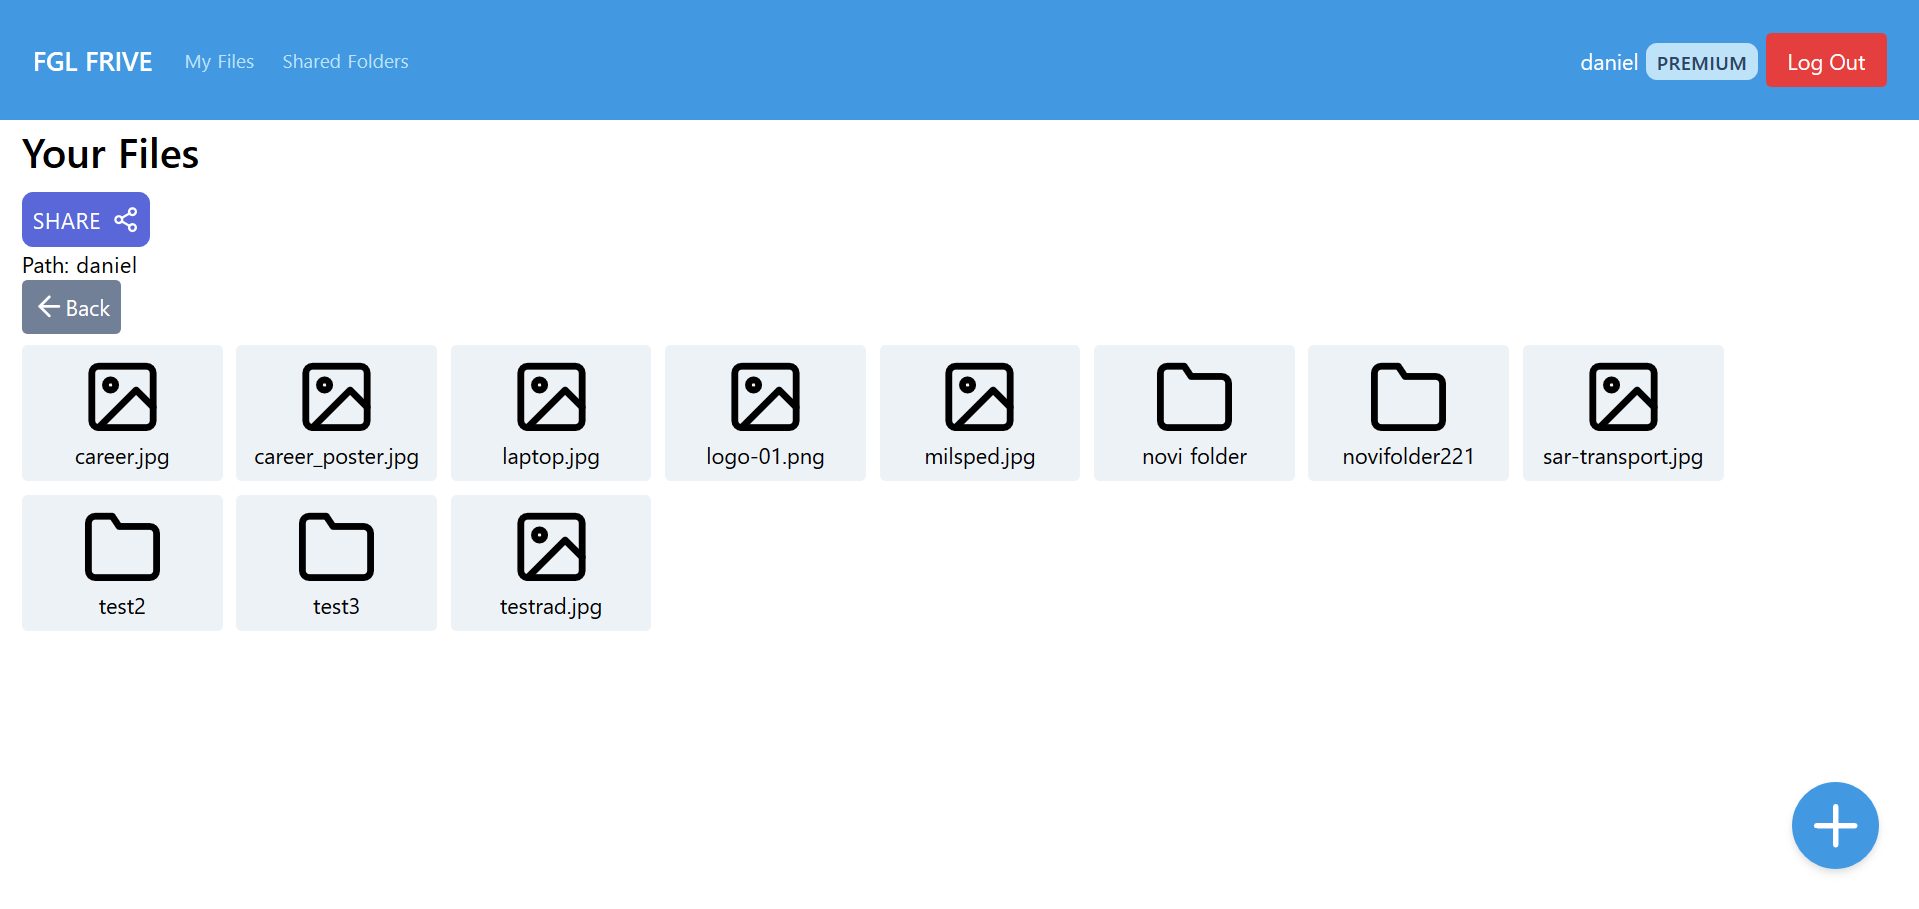 FGL FRIVE My Files Shared Folders daniel PREMIUM Log Out
Your Files
SHARE
Path: daniel
Back
career.jpg career_poster.jpg laptop.jpg logo-01.png milsped.jpg novi folder novifolder221 sar-transport.jpg
test2 test3 testrad.jpg